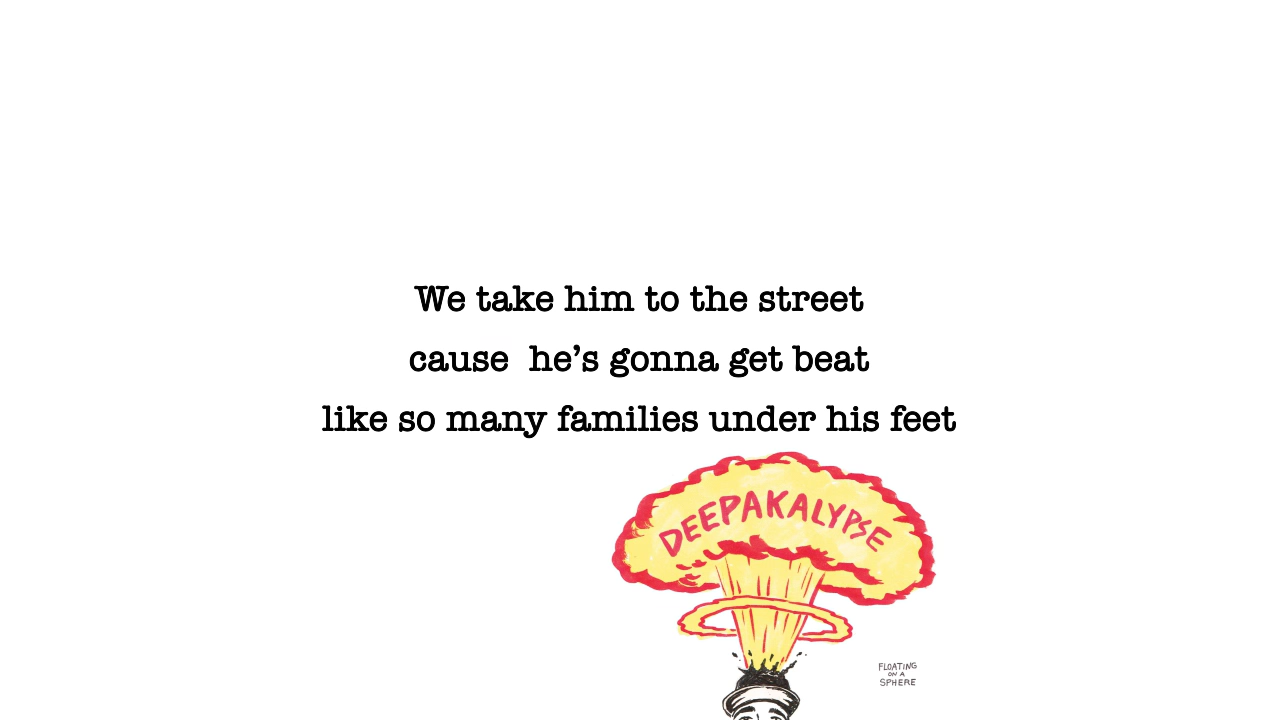 We take him to the street
cause  he’s gonna get beat
like so many families under his feet
DEEPAKALYPSE
FLOATING
ON A
SPHERE